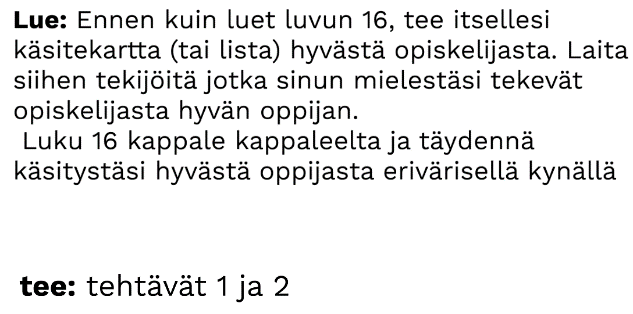 Lue: Ennen kuin luet luvun 16, tee itsellesi
käsitekartta (tai lista) hyvästä opiskelijasta. Laita
siihen tekijöitä jotka sinun mielestäsi tekevät
opiskelijasta hyvän oppijan.
Luku 16 kappale kappaleelta ja täydennä
käsitystäsi hyvästä oppijasta erivärisellä kynällä
tee: tehtävät 1 ja 2